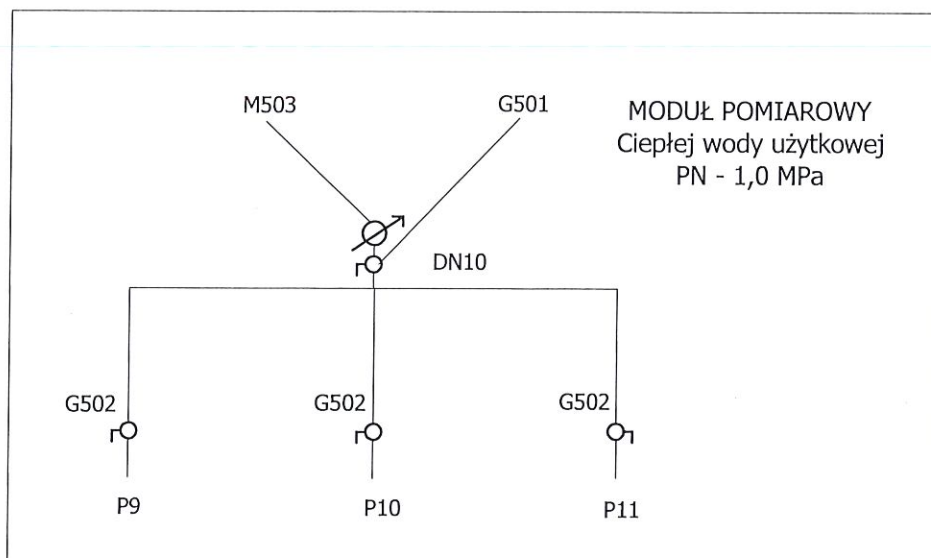 M503
G501
MODUŁ POMIAROWY
Ciepłej wody użytkowej
PN - 1,0 MPa
DN10
G502
G502
G502
P9
P10
P11